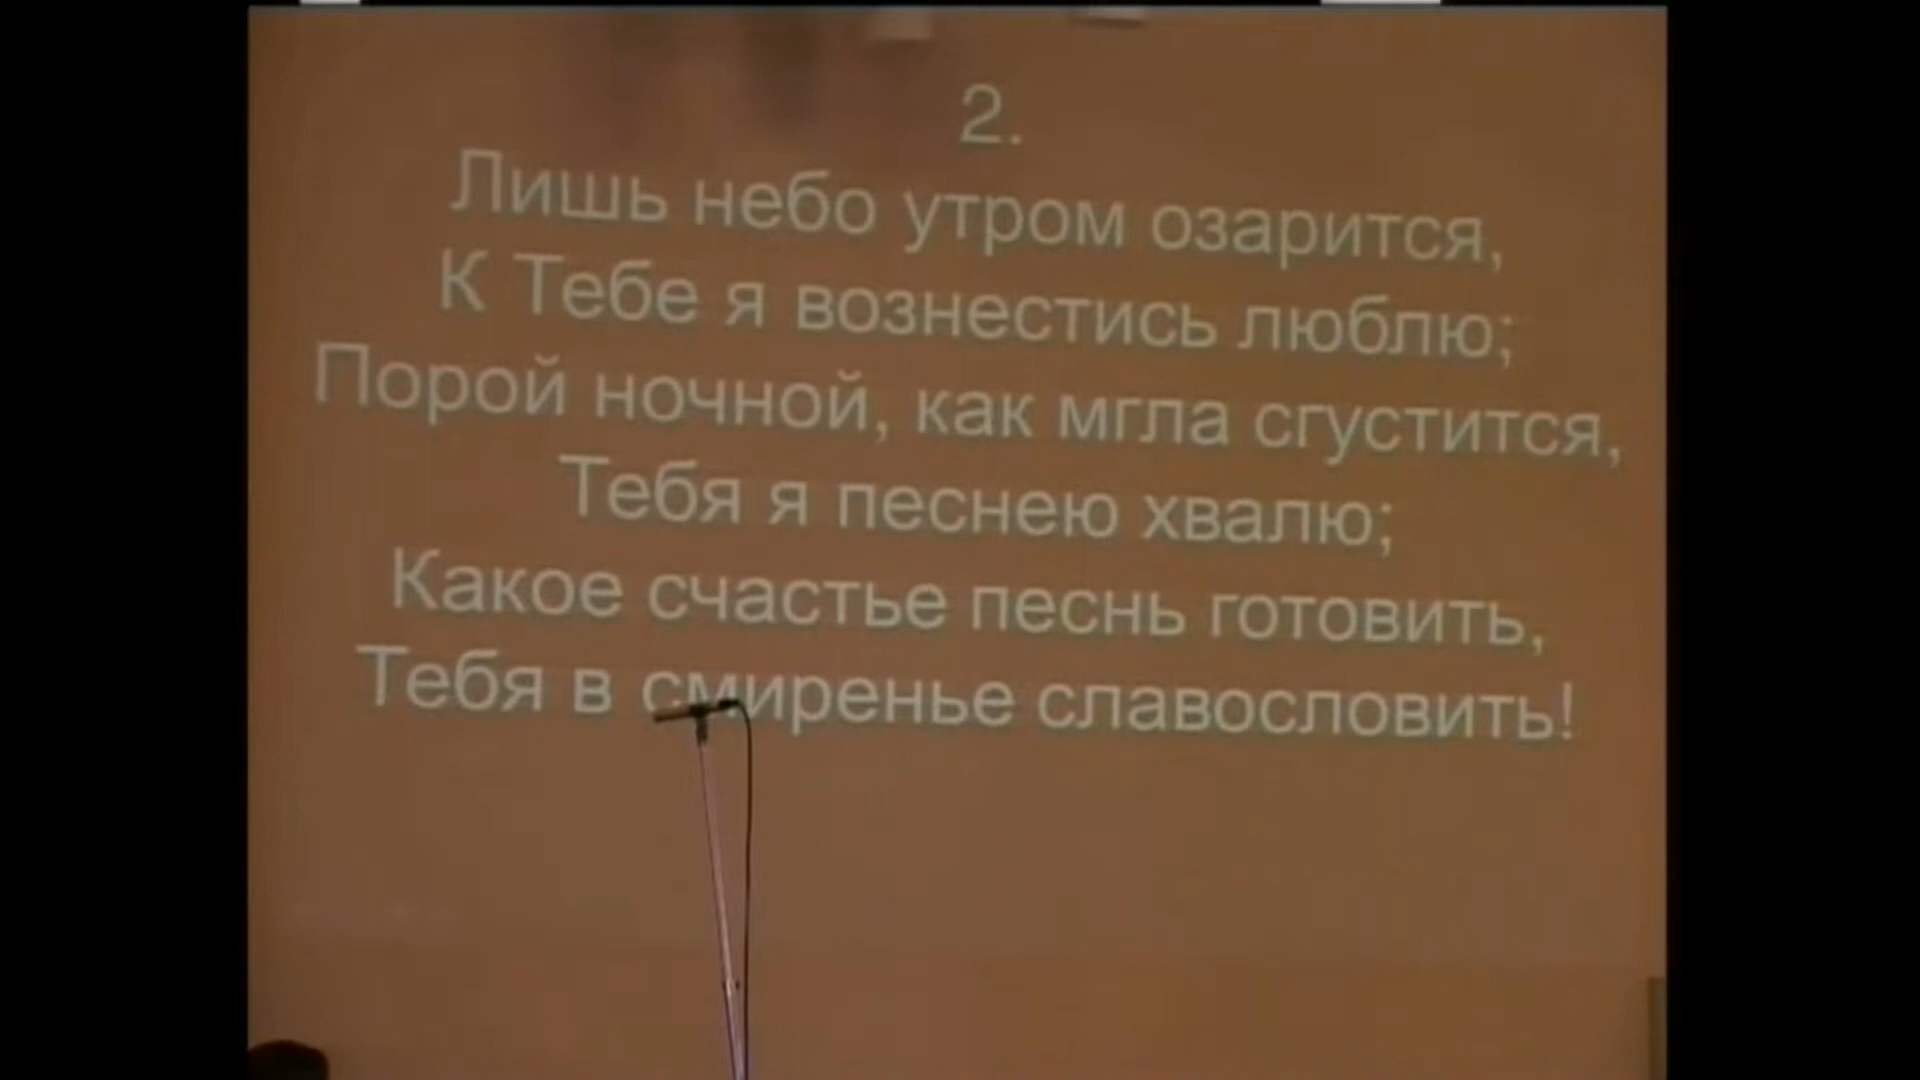 2.
Лишь небо утром озарится,
К Тебе я вознестись люблю;
Порой ночной, как мгла сгустится,
Тебя я песнею хвалю;
Какое счастье песнь готовить,
Тебя в смиренье славословить!